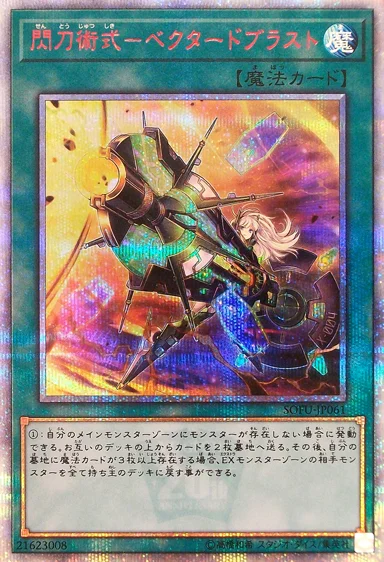 閃刀術式－ベクタードブラスト
魔
【魔法カード】
SOFU-JP061
①：自分のメインモンスターゾーンにモンスターが存在しない場合に発動
できる。お互いのデッキの上からカードを２枚墓地へ送る。その後、自分の
墓地に魔法カードが３枚以上存在する場合、EXモンスターゾーンの相手モン
スターを全て持ち主のデッキに戻す事ができる。
21623008
©高橋和希 スタジオ・ダイス/集英社